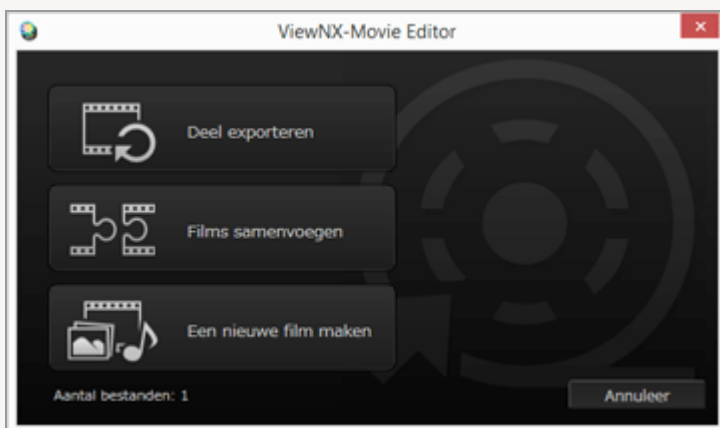 ViewNX-Movie Editor
Deel exporteren
Films samenvoegen
Een nieuwe film maken
Aantal bestanden: 1
Annuleer